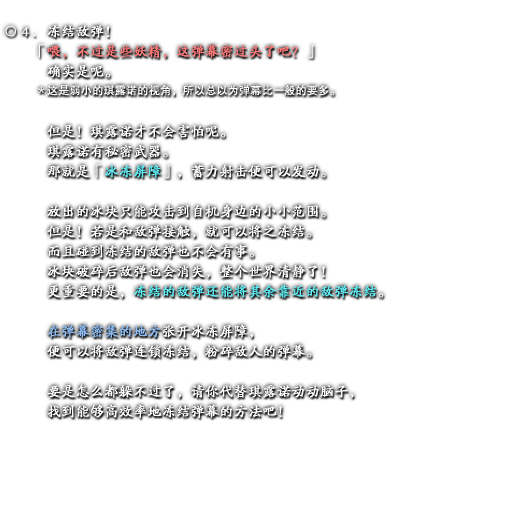 ○４．冻结敌弹！
「喂，不过是些妖精，这弹幕密过头了吧？」
确实是呢。
*这是弱小的琪露诺的视角，所以总以为弹幕比一般的要多。
但是！琪露诺才不会害怕呢。
琪露诺有秘密武器。
那就是「冰冻屏障」，蓄力射击便可以发动。
放出的冰块只能攻击到自机身边的小小范围。
但是！若是和敌弹接触，就可以将之冻结。
而且碰到冻结的敌弹也不会有事。
冰块破碎后敌弹也会消失，整个世界清静了！
更重要的是，冻结的敌弹还能将其余靠近的敌弹冻结。
在弹幕密集的地方张开冰冻屏障，
便可以将敌弹连锁冻结，粉碎敌人的弹幕。
要是怎么都躲不过了，请你代替琪露诺动动脑子，
找到能够高效率地冻结弹幕的方法吧！